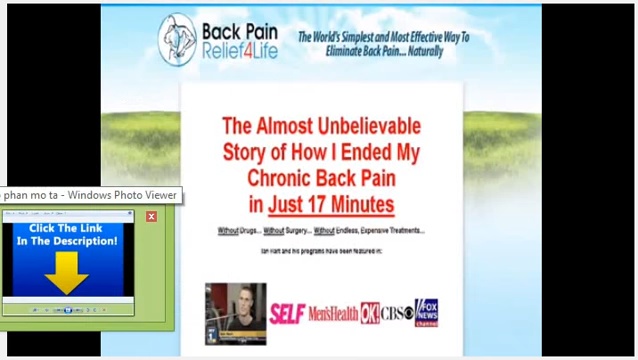 Back Pain
Relief4Life
The World's Simplest and Most Effective Way To
Eliminate Back Pain... Naturally
The Almost Unbelievable
Story of How I Ended My
Chronic Back Pain
in Just 17 Minutes
Without Drugs... Without Surgery... Without Endless, Expensive Treatments...
Ian Hart and his programs have been featured in:
phan mo ta - Windows Photo Viewer
Click The Link
In The Description!
SELF
Men'sHealth
OK!
CBS
FOX
NEWS
channel